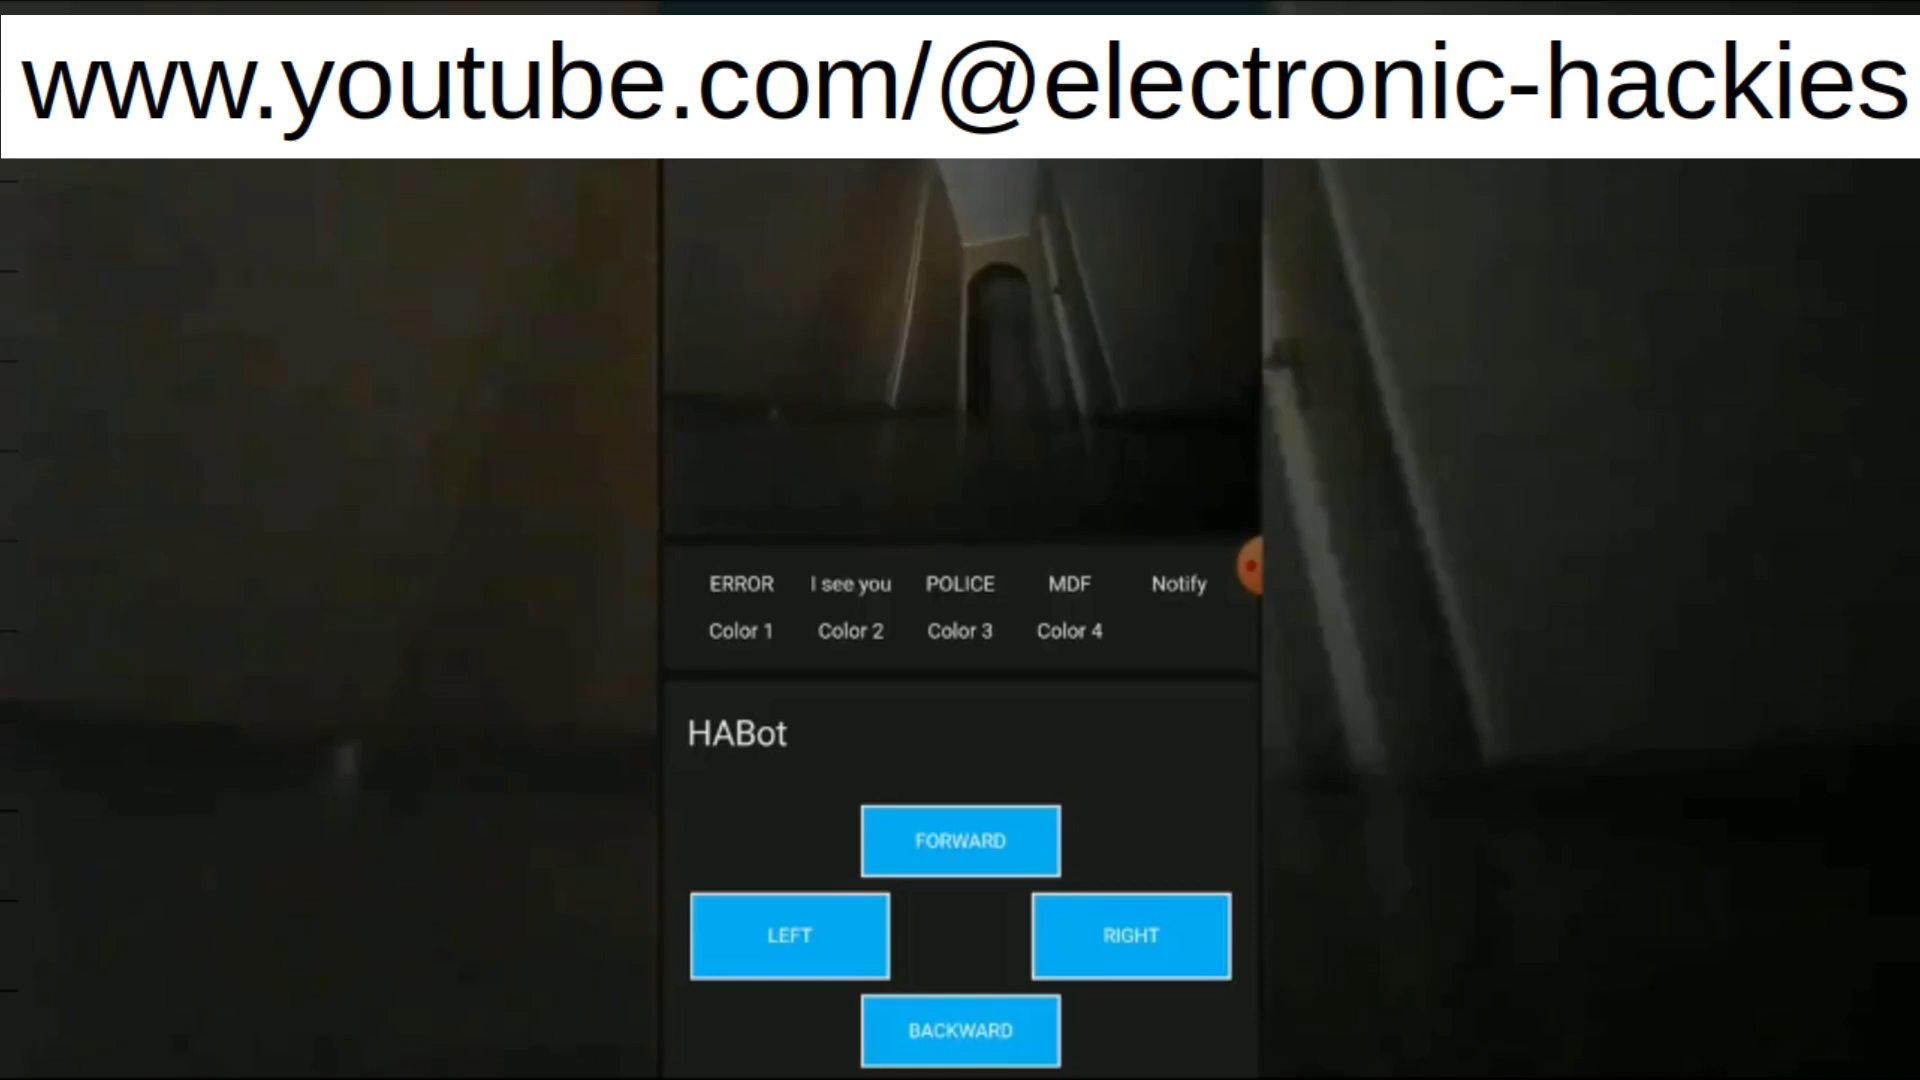 www.youtube.com/@electronic-hackies
ERROR I see you POLICE MDF Notify
Color 1 Color 2 Color 3 Color 4
HABot
FORWARD
LEFT RIGHT
BACKWARD